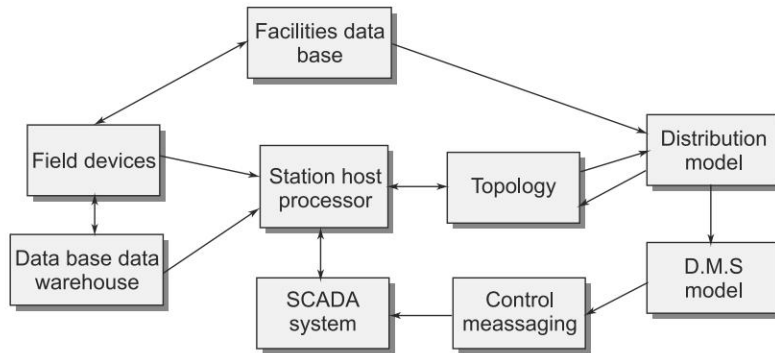 Facilities data
base
Field devices
Station host
processor
Topology
Distribution
model
Data base data
warehouse
SCADA
system
Control
meassaging
D.M.S
model